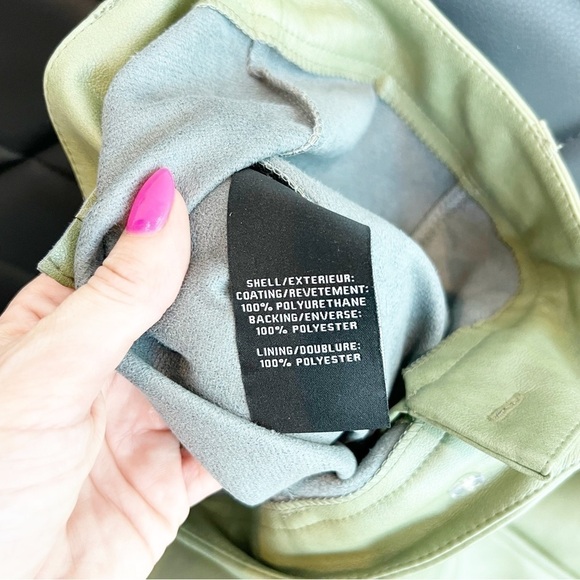 SHELL/EXTERIEUR:
COATING/REVETEMENT:
100% POLYURETHANE
BACKING/ENVERSE:
100% POLYESTER
LINING/DOUBLURE:
100% POLYESTER